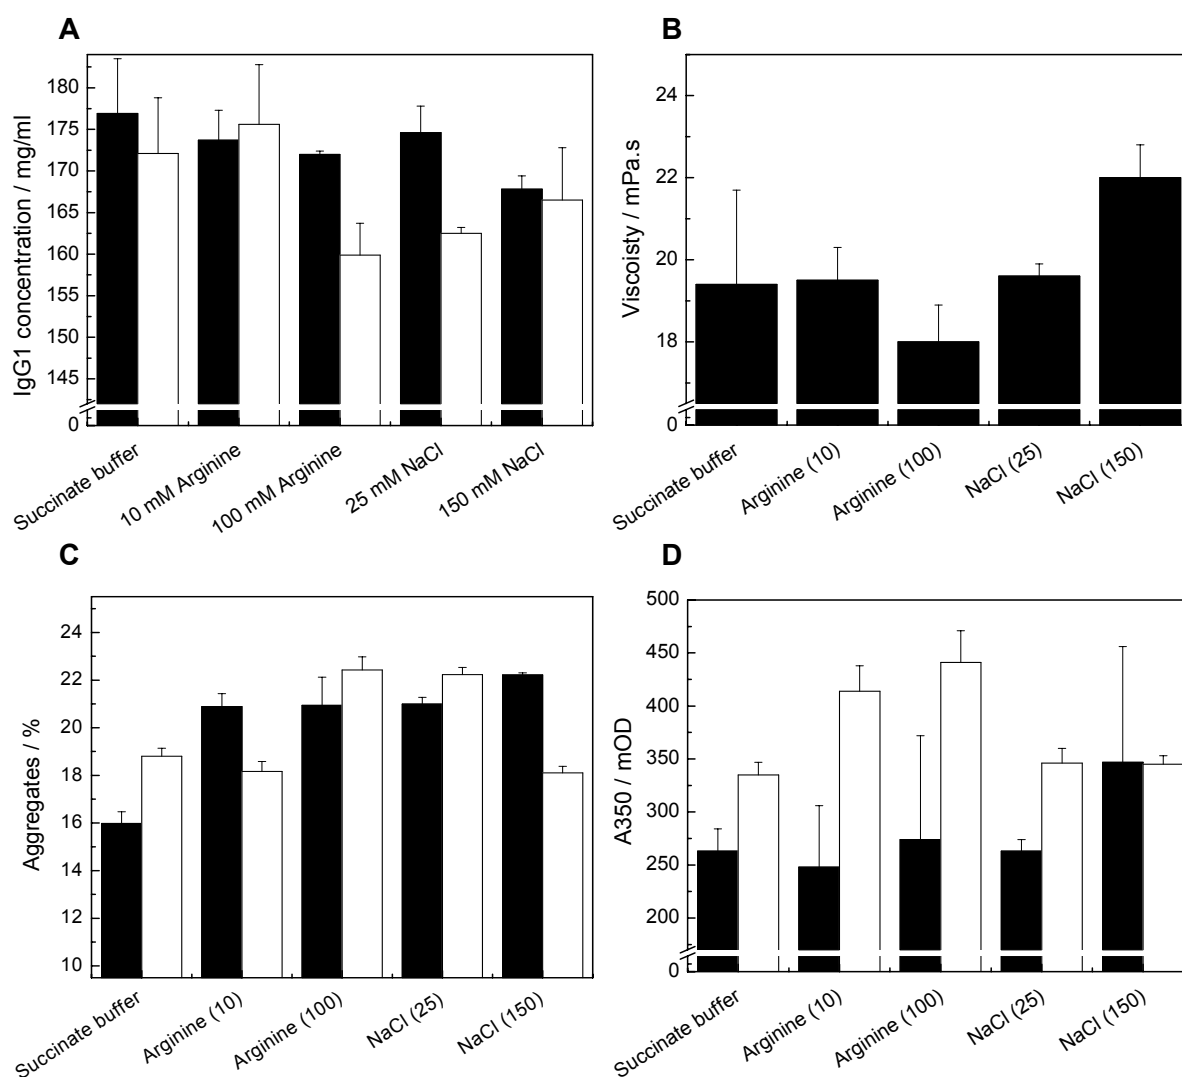 A
IgG1 concentration / mg/ml
180
175
170
165
160
155
150
145
0
Succinate buffer
10 mM Arginine
100 mM Arginine
25 mM NaCl
150 mM NaCl
B
Viscoisty / mPa.s
24
22
20
18
0
Succinate buffer
Arginine (10)
Arginine (100)
NaCl (25)
NaCl (150)
C
Aggregates / %
24
22
20
18
16
14
12
10
Succinate buffer
Arginine (10)
Arginine (100)
NaCl (25)
NaCl (150)
D
A350 / mOD
500
450
400
350
300
250
200
0
Succinate buffer
Arginine (10)
Arginine (100)
NaCl (25)
NaCl (150)